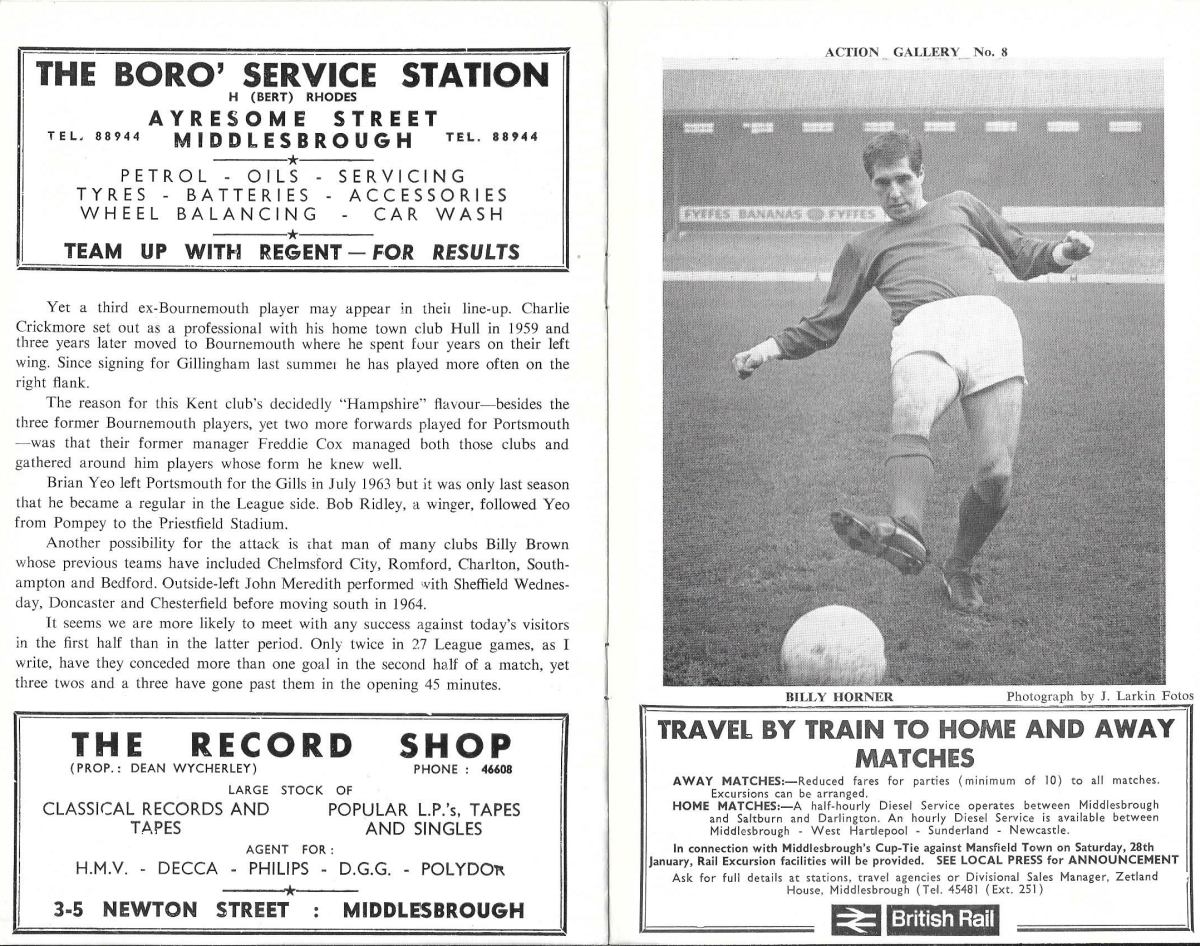 THE BORO' SERVICE STATION
H (BERT) RHODES
AYRESOME STREET
TEL. 88944 MIDDLESBROUGH TEL. 88944
PETROL - OILS - SERVICING
TYRES - BATTERIES - ACCESSORIES
WHEEL BALANCING - CAR WASH
TEAM UP WITH REGENT — FOR RESULTS
Yet a third ex-Bournemouth player may appear in their line-up. Charlie
Crickmore set out as a professional with his home town club Hull in 1959 and
three years later moved to Bournemouth where he spent four years on their left
wing. Since signing for Gillingham last summer he has played more often on the
right flank.
The reason for this Kent club's decidedly “Hampshire” flavour—besides the
three former Bournemouth players, yet two more forwards played for Portsmouth
—was that their former manager Freddie Cox managed both those clubs and
gathered around him players whose form he knew well.
Brian Yeo left Portsmouth for the Gills in July 1963 but it was only last season
that he became a regular in the League side. Bob Ridley, a winger, followed Yeo
from Pompey to the Priestfield Stadium.
Another possibility for the attack is that man of many clubs Billy Brown
whose previous teams have included Chelmsford City, Romford, Charlton, South-
ampton and Bedford. Outside-left John Meredith performed with Sheffield Wednes-
day, Doncaster and Chesterfield before moving south in 1964.
It seems we are more likely to meet with any success against today's visitors
in the first half than in the latter period. Only twice in 27 League games, as I
write, have they conceded more than one goal in the second half of a match, yet
three twos and a three have gone past them in the opening 45 minutes.
THE RECORD SHOP
(PROP.: DEAN WYCHERLEY) PHONE : 46608
LARGE STOCK OF
CLASSICAL RECORDS AND TAPES
POPULAR L.P.'s, TAPES AND SINGLES
AGENT FOR :
H.M.V. - DECCA - PHILIPS - D.G.G. - POLYDOR
3-5 NEWTON STREET : MIDDLESBROUGH
ACTION GALLERY No. 8
FYFFES BANANAS FYFFES
BILLY HORNER Photograph by J. Larkin Fotos
TRAVEL BY TRAIN TO HOME AND AWAY
MATCHES
AWAY MATCHES:—Reduced fares for parties (minimum of 10) to all matches.
Excursions can be arranged.
HOME MATCHES:—A half-hourly Diesel Service operates between Middlesbrough
and Saltburn and Darlington. An hourly Diesel Service is available between
Middlesbrough - West Hartlepool - Sunderland - Newcastle.
In connection with Middlesbrough's Cup-Tie against Mansfield Town on Saturday, 28th
January, Rail Excursion facilities will be provided. SEE LOCAL PRESS for ANNOUNCEMENT
Ask for full details at stations, travel agencies or Divisional Sales Manager, Zetland
House, Middlesbrough (Tel. 45481 (Ext. 251)
British Rail